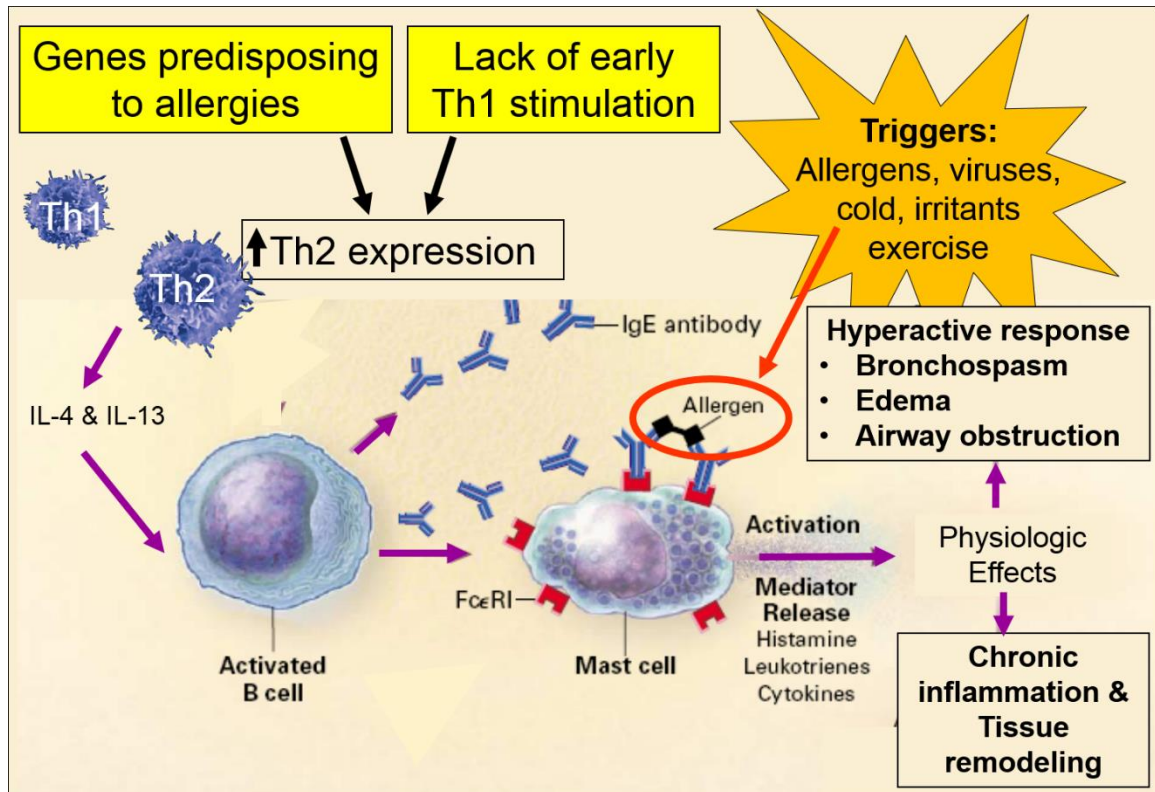 Genes predisposing
to allergies
Lack of early
Th1 stimulation
Triggers:
Allergens, viruses,
cold, irritants
exercise
Th1
Th2
Th2 expression
IgE antibody
Hyperactive response
• Bronchospasm
• Edema
• Airway obstruction
IL-4 & IL-13
Allergen
Activation
Mediator
Release
Histamine
Leukotrienes
Cytokines
Physiologic
Effects
FcεRI
Activated
B cell
Mast cell
Chronic
inflammation &
Tissue
remodeling